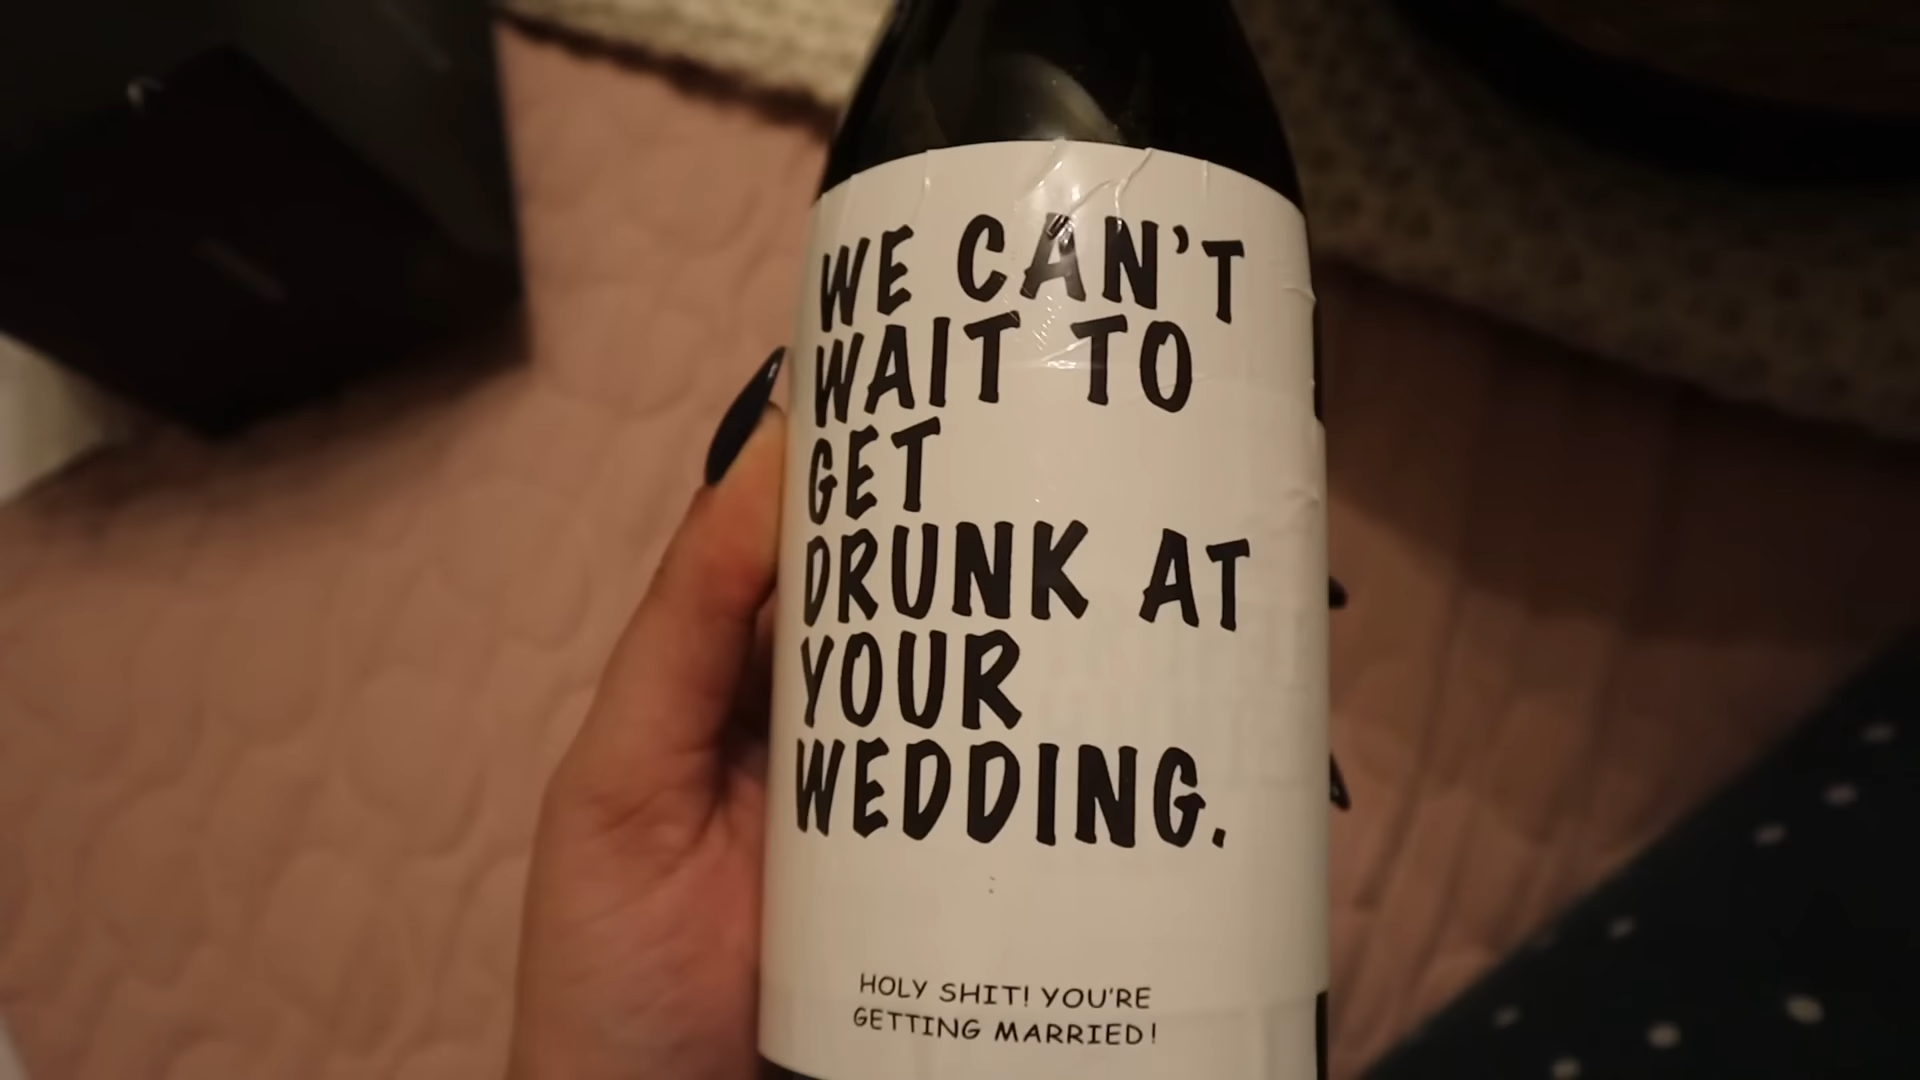 WE CAN'T
WAIT TO
GET
DRUNK AT
YOUR
WEDDING.
HOLY SHIT! YOU'RE
GETTING MARRIED!